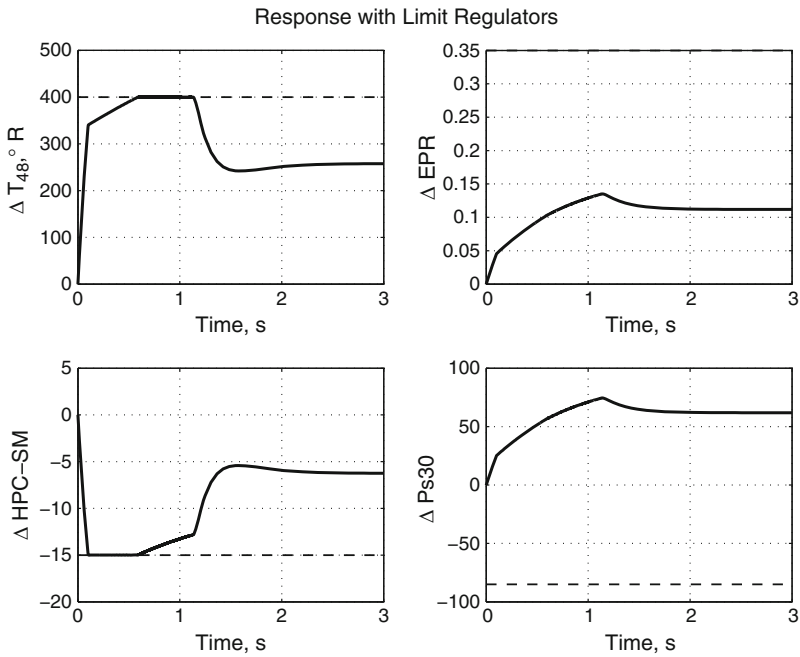 Response with Limit Regulators
500
400
300
200
100
0
Δ T48,° R
0 1 2 3
Time, s
0.35
0.3
0.25
0.2
0.15
0.1
0.05
0
Δ EPR
0 1 2 3
Time, s
5
0
−5
−10
−15
−20
Δ HPC−SM
0 1 2 3
Time, s
100
50
0
−50
−100
Δ Ps30
0 1 2 3
Time, s